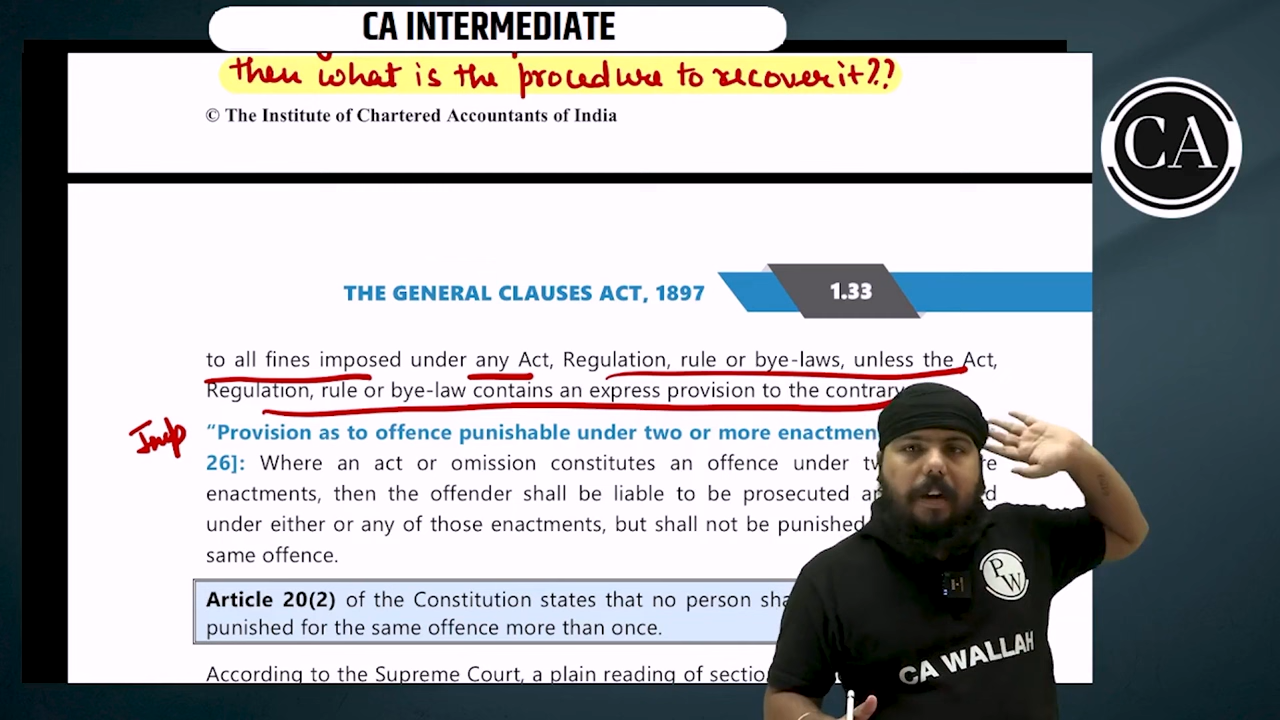 CA INTERMEDIATE
then what is the procedure to recover it??
© The Institute of Chartered Accountants of India
CA
THE GENERAL CLAUSES ACT, 1897
1.33
to all fines imposed under any Act, Regulation, rule or bye-laws, unless the Act,
Regulation, rule or bye-law contains an express provision to the contrary
Imp
“Provision as to offence punishable under two or more
26]: Where an act or omission constitutes an offence under
enactments, then the offender shall be liable to be prosecuted
under either or any of those enactments, but shall not be punished
same offence.
Article 20(2) of the Constitution states that no person
punished for the same offence more than once.
According to the Supreme Court, a plain reading of
PW
CA WALLAH